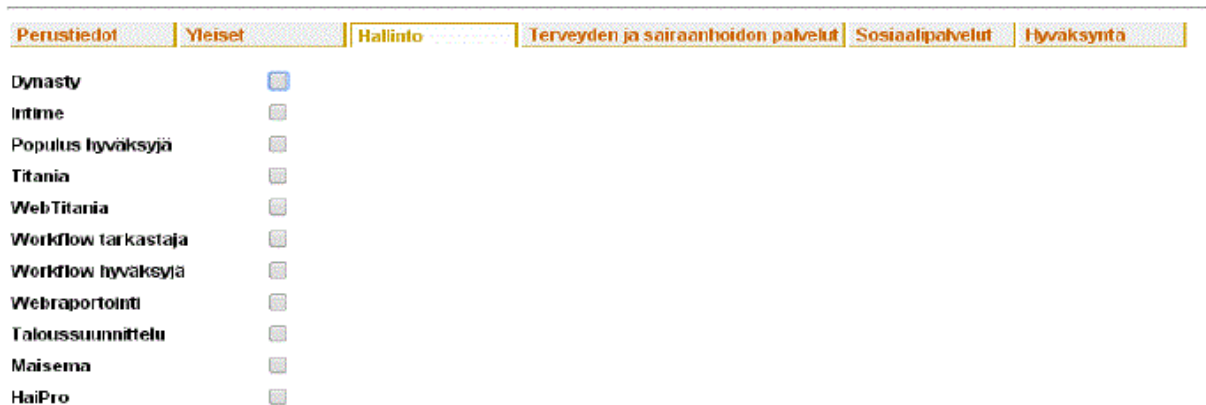 Perustiedot Yleiset Hallinto Terveyden ja sairaanhoidon palvelut Sosiaalipalvelut Hyväksyntä
Dynasty
Intime
Populus hyväksyjä
Titania
WebTitania
Workflow tarkastaja
Workflow hyväksyjä
Webraportointi
Taloussuunnittelu
Maisema
HaiPro